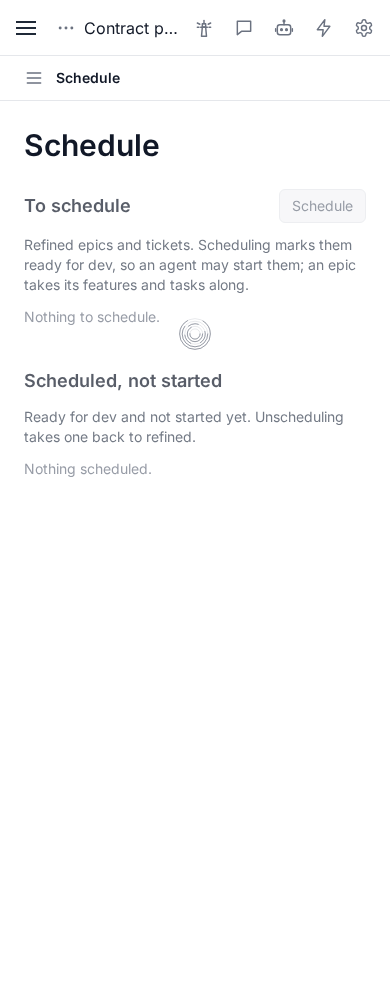 Contract p...
Schedule
Schedule
To schedule
Schedule
Refined epics and tickets. Scheduling marks them
ready for dev, so an agent may start them; an epic
takes its features and tasks along.
Nothing to schedule.
Scheduled, not started
Ready for dev and not started yet. Unscheduling
takes one back to refined.
Nothing scheduled.